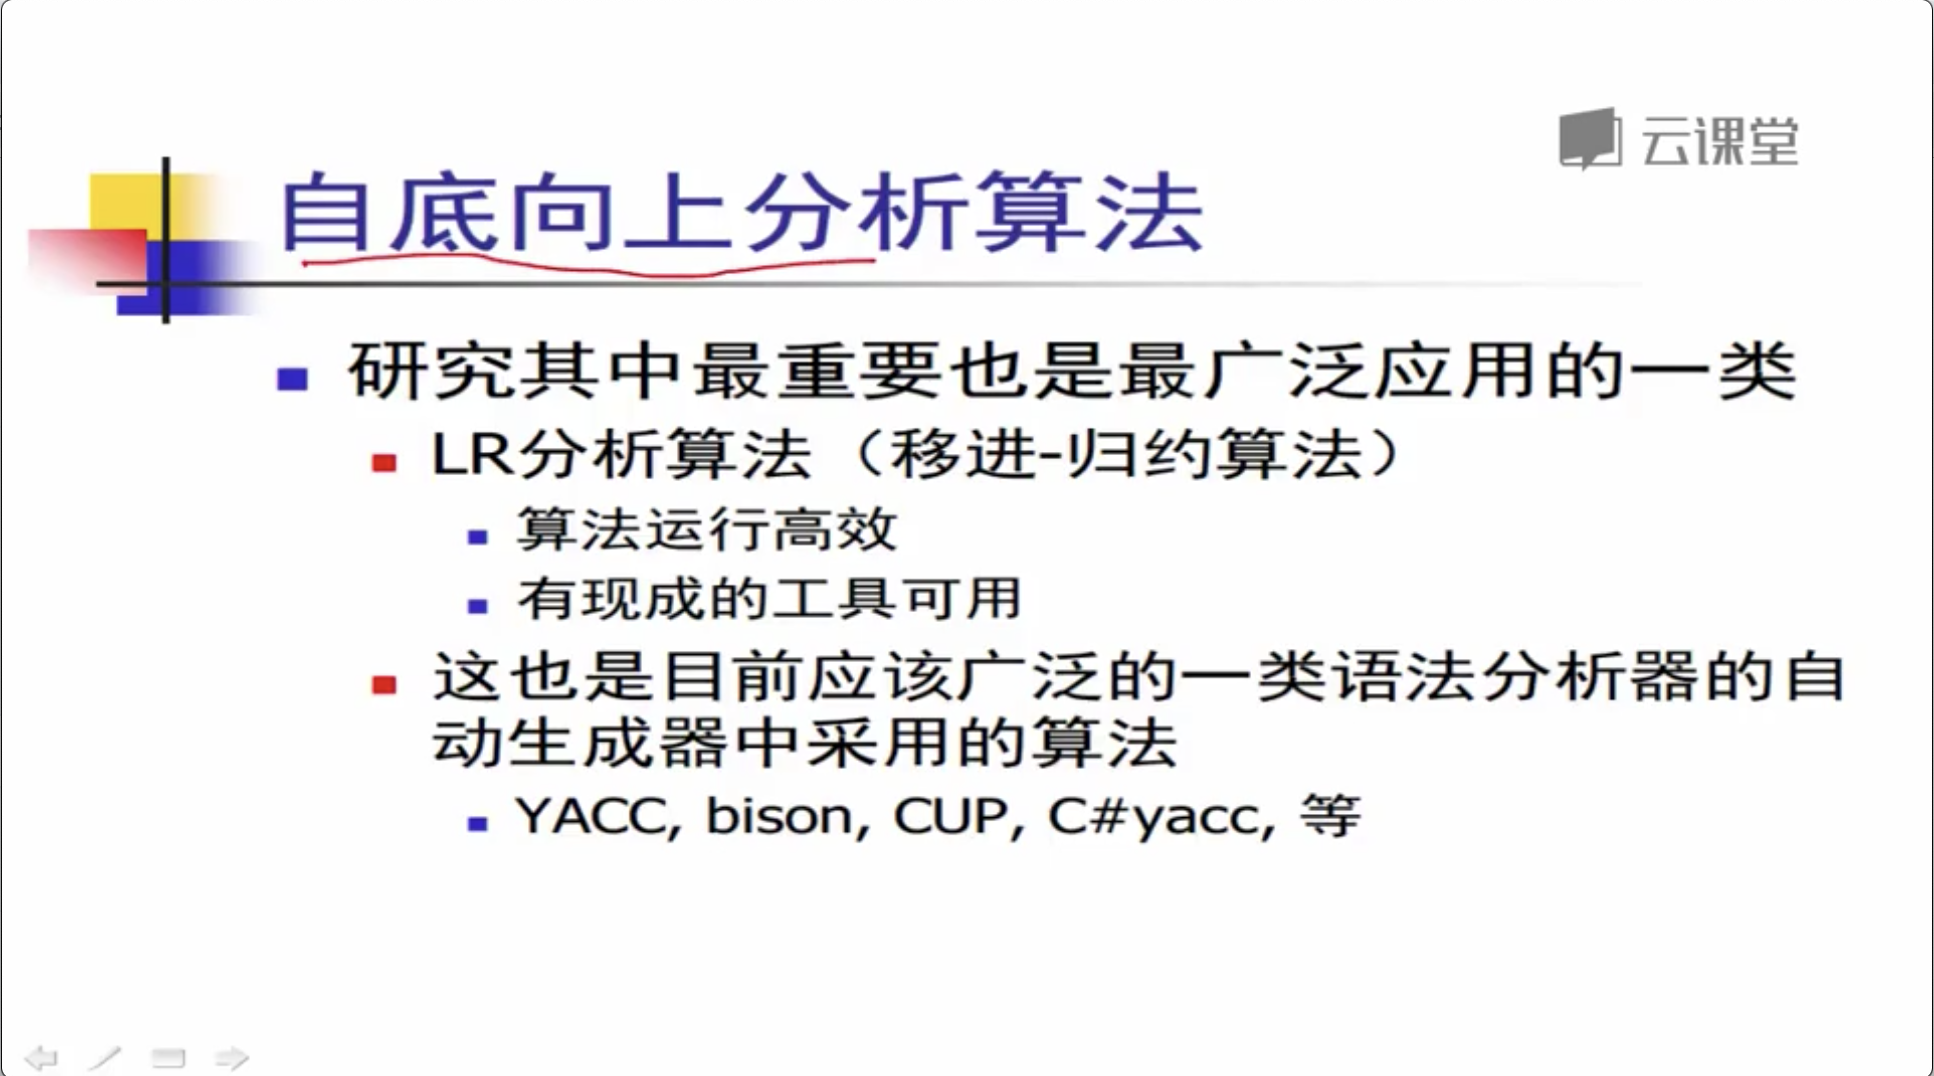 云课堂
自底向上分析算法
研究其中最重要也是最广泛应用的一类
LR分析算法（移进-归约算法）
算法运行高效
有现成的工具可用
这也是目前应该广泛的一类语法分析器的自
动生成器中采用的算法
YACC, bison, CUP, C#yacc, 等